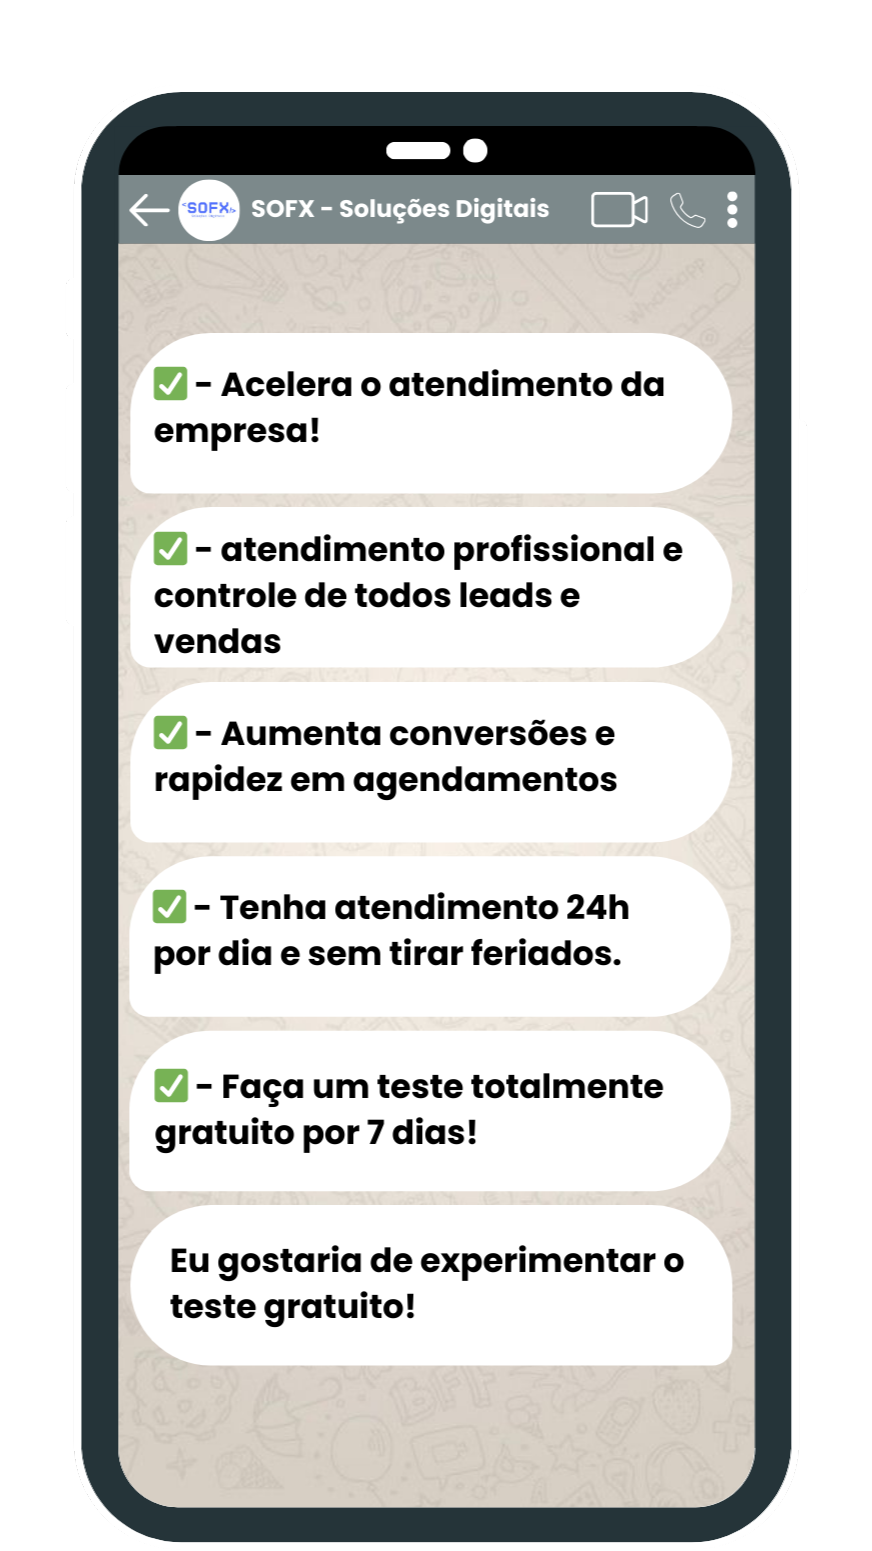 <SOFX/>
SOFX - Soluções Digitais
whatsapp
✅ - Acelera o atendimento da
empresa!
✅ - atendimento profissional e
controle de todos leads e
vendas
✅ - Aumenta conversões e
rapidez em agendamentos
✅ - Tenha atendimento 24h
por dia e sem tirar feriados.
✅ - Faça um teste totalmente
gratuito por 7 dias!
Eu gostaria de experimentar o
teste gratuito!
BFF